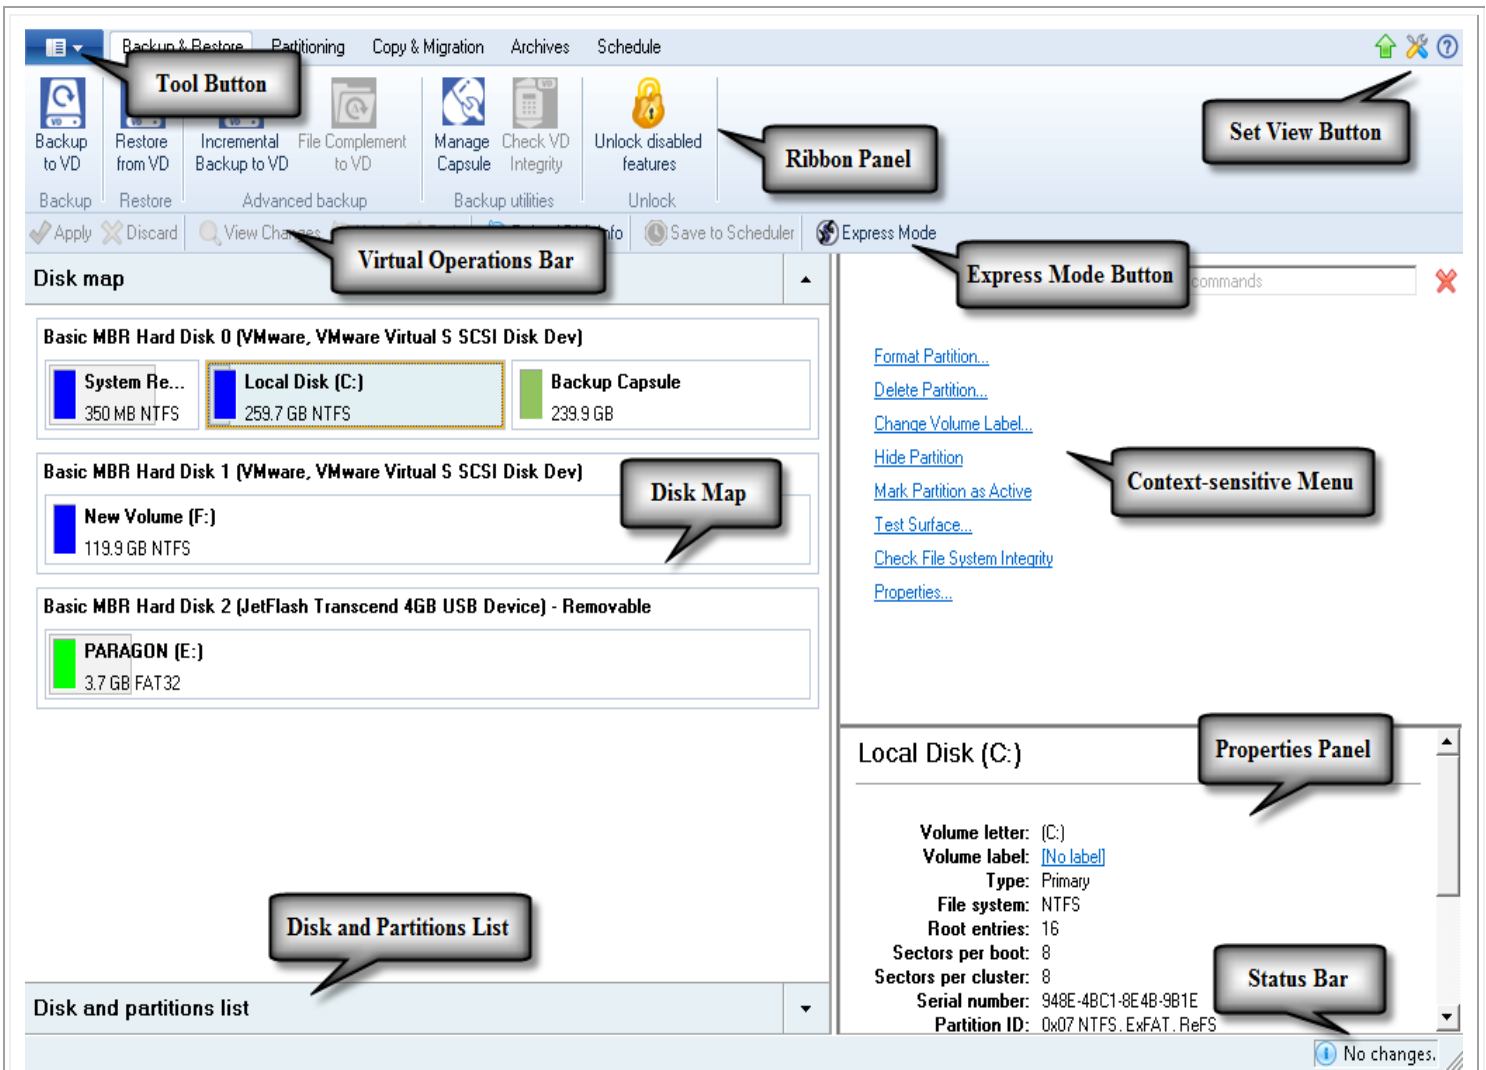 Backup & Restore Partitioning Copy & Migration Archives Schedule
Tool Button
Set View Button
Backup to VD
Restore from VD
Incremental Backup to VD
File Complement to VD
Manage Capsule
Check VD Integrity
Unlock disabled features
Ribbon Panel
Backup Restore Advanced backup Backup utilities Unlock
Apply Discard View Changes Info Save to Scheduler Express Mode
Virtual Operations Bar
Express Mode Button
commands
Disk map
Basic MBR Hard Disk 0 (VMware, VMware Virtual S SCSI Disk Dev)
System Re...
350 MB NTFS
Local Disk (C:)
259.7 GB NTFS
Backup Capsule
239.9 GB
Basic MBR Hard Disk 1 (VMware, VMware Virtual S SCSI Disk Dev)
New Volume (F:)
119.9 GB NTFS
Disk Map
Basic MBR Hard Disk 2 (JetFlash Transcend 4GB USB Device) - Removable
PARAGON (E:)
3.7 GB FAT32
Disk and Partitions List
Disk and partitions list
Format Partition...
Delete Partition...
Change Volume Label...
Hide Partition
Mark Partition as Active
Test Surface...
Check File System Integrity
Properties...
Context-sensitive Menu
Local Disk (C:)
Properties Panel
Volume letter: (C:)
Volume label: [No label]
Type: Primary
File system: NTFS
Root entries: 16
Sectors per boot: 8
Sectors per cluster: 8
Serial number: 948E-4BC1-8E4B-9B1E
Partition ID: 0x07 NTFS, ExFAT, ReFS
Status Bar
No changes.